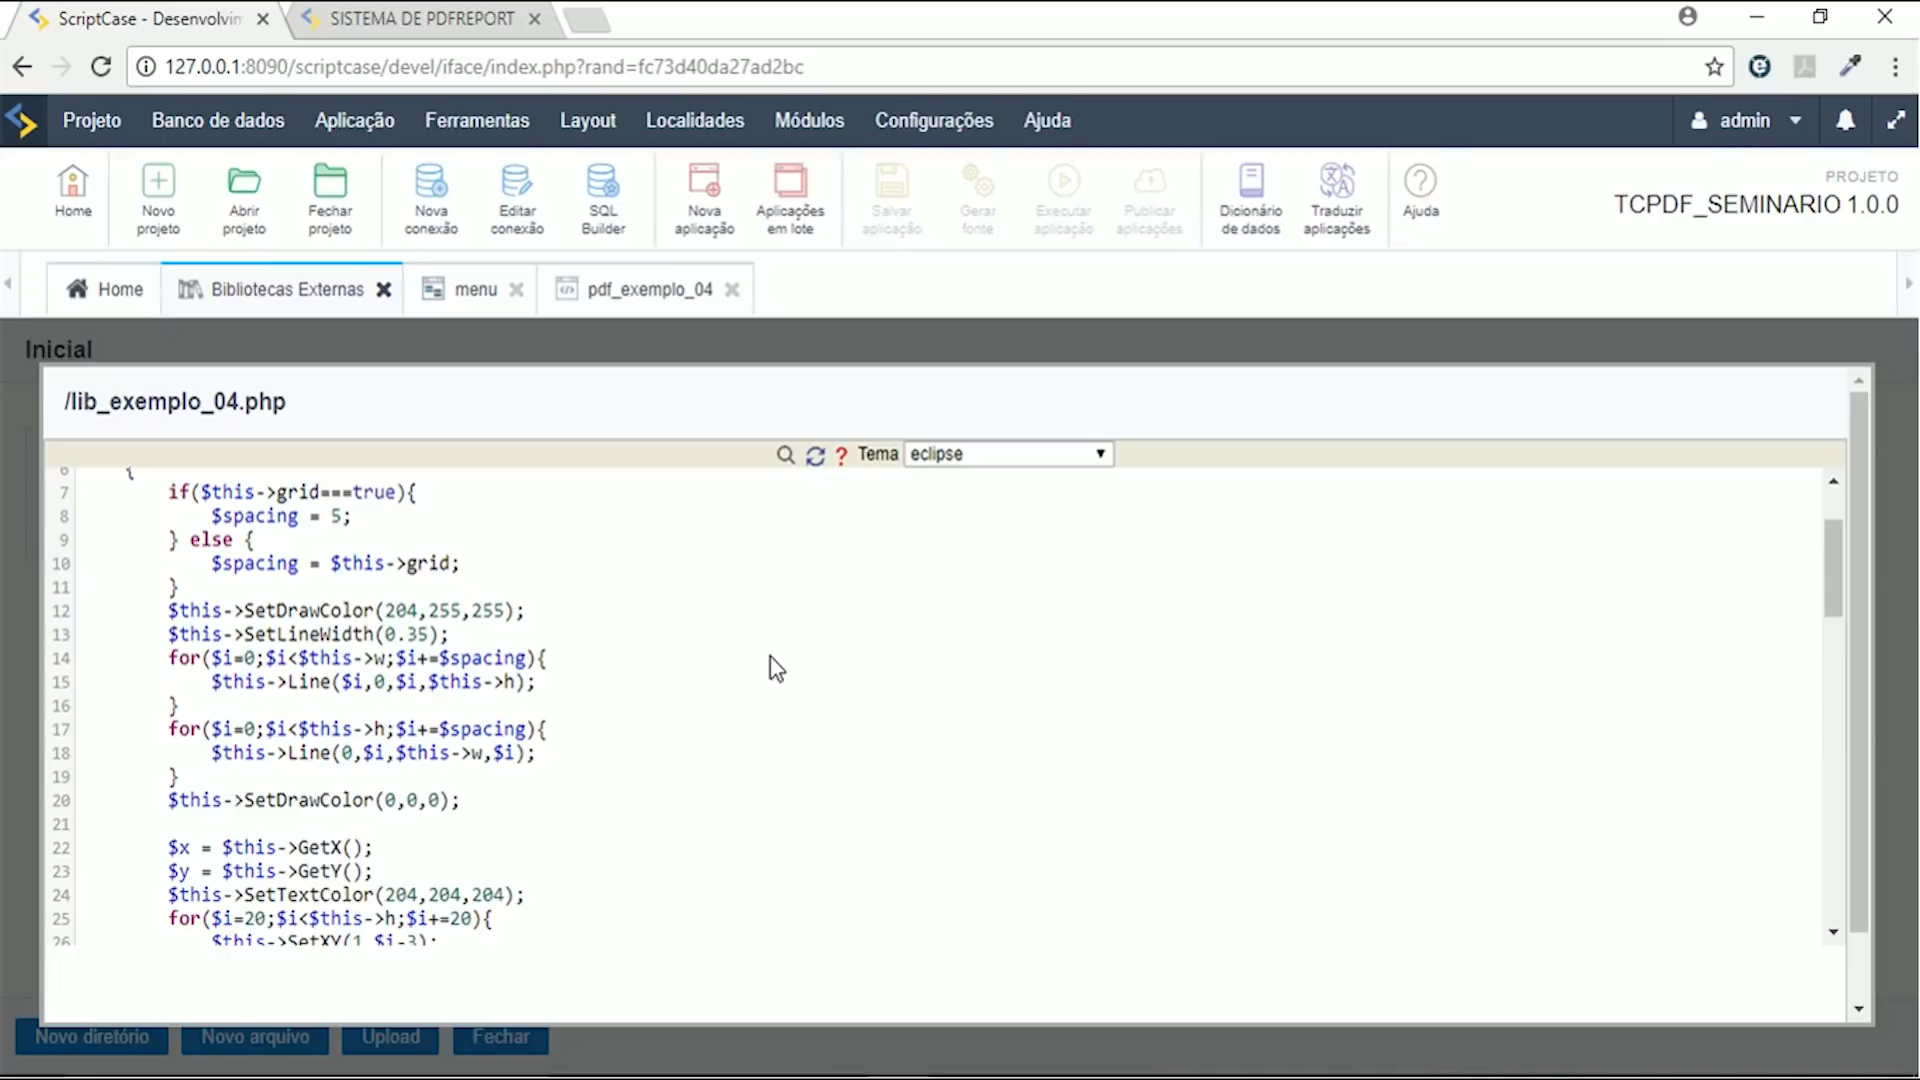 ScriptCase - Desenvolvin
SISTEMA DE PDFREPORT
127.0.0.1:8090/scriptcase/devel/iface/index.php?rand=fc73d40da27ad2bc
Projeto Banco de dados Aplicação Ferramentas Layout Localidades Módulos Configurações Ajuda admin
Home
Novo projeto
Abrir projeto
Fechar projeto
Nova conexão
Editar conexão
SQL Builder
Nova aplicação
Aplicações em lote
Salvar aplicação
Gerar fonte
Executar aplicação
Publicar aplicações
Dicionário de dados
Traduzir aplicações
Ajuda
PROJETO
TCPDF_SEMINARIO 1.0.0
Home Bibliotecas Externas menu pdf_exemplo_04
Inicial
/lib_exemplo_04.php
? Tema eclipse
6 {
7 if($this->grid===true){
8 $spacing = 5;
9 } else {
10 $spacing = $this->grid;
11 }
12 $this->SetDrawColor(204,255,255);
13 $this->SetLineWidth(0.35);
14 for($i=0;$i<$this->w;$i+=$spacing){
15 $this->Line($i,0,$i,$this->h);
16 }
17 for($i=0;$i<$this->h;$i+=$spacing){
18 $this->Line(0,$i,$this->w,$i);
19 }
20 $this->SetDrawColor(0,0,0);
21
22 $x = $this->GetX();
23 $y = $this->GetY();
24 $this->SetTextColor(204,204,204);
25 for($i=20;$i<$this->h;$i+=20){
26 $this->SetXY(1,$i-3);
Novo diretório Novo arquivo Upload Fechar